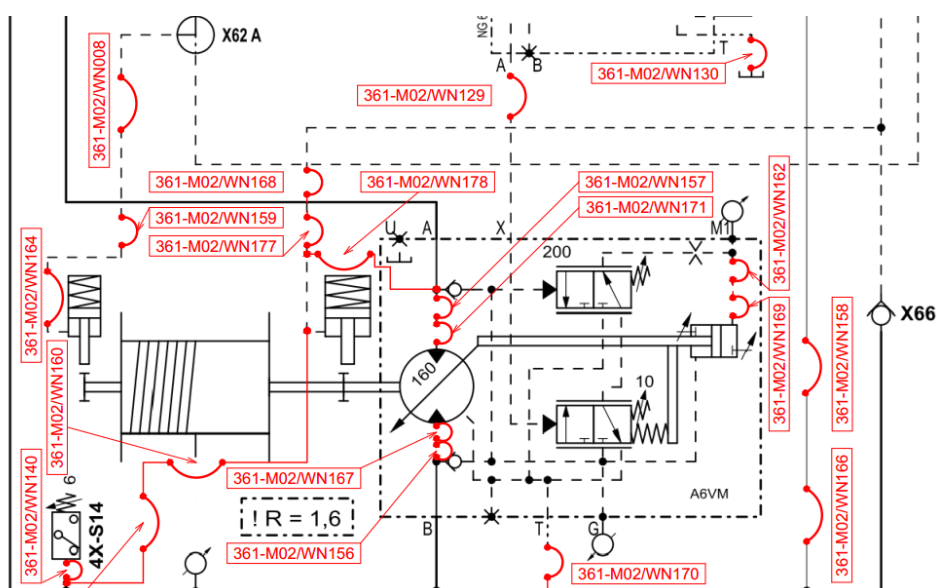 X62 A
NG 6
T
361-M02/WN008
A
B
361-M02/WN130
361-M02/WN129
361-M02/WN168
361-M02/WN178
361-M02/WN157
361-M02/WN162
361-M02/WN159
361-M02/WN171
361-M02/WN177
U
A
X
M1
200
361-M02/WN164
361-M02/WN169
361-M02/WN158
X66
160
10
361-M02/WN160
361-M02/WN167
361-M02/WN140
6
4X-S14
! R = 1,6
A6VM
361-M02/WN166
361-M02/WN156
B
T
G
361-M02/WN170